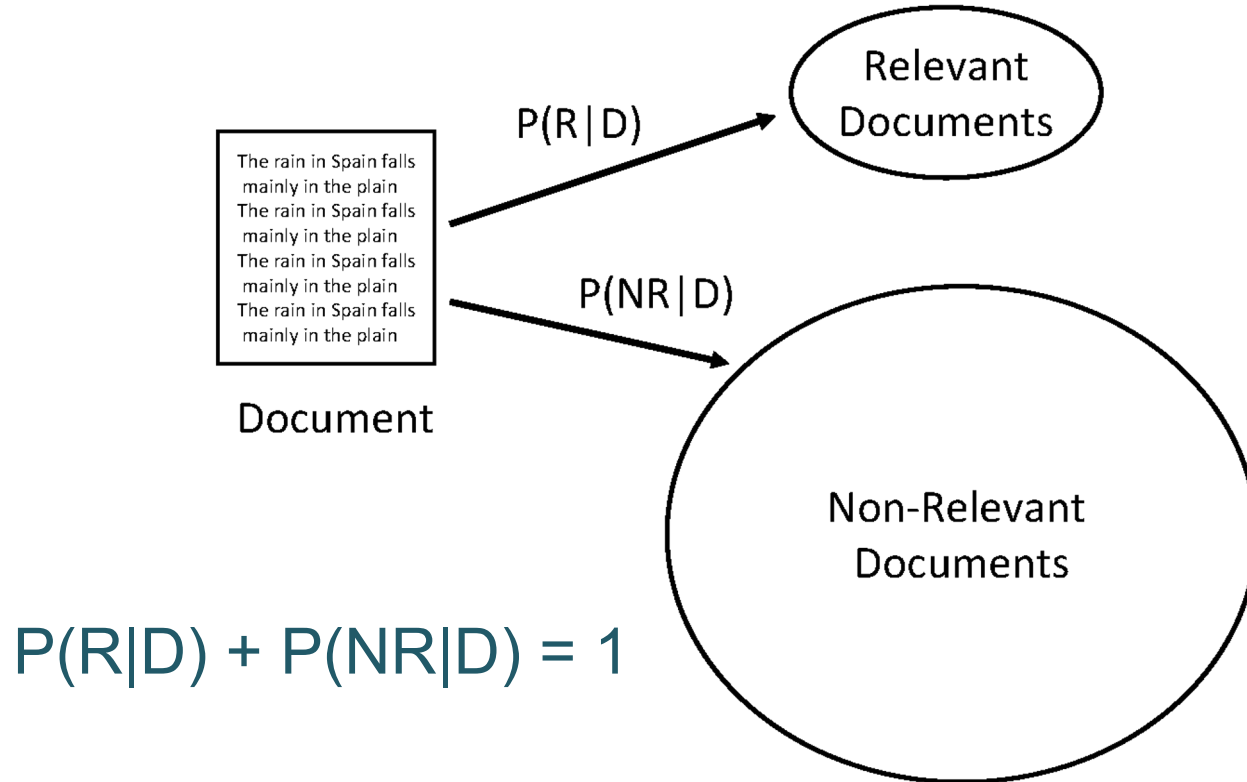 Relevant
Documents
P(R|D)
The rain in Spain falls
mainly in the plain
The rain in Spain falls
mainly in the plain
The rain in Spain falls
mainly in the plain
The rain in Spain falls
mainly in the plain
P(NR|D)
Document
Non-Relevant
Documents
P(R|D) + P(NR|D) = 1